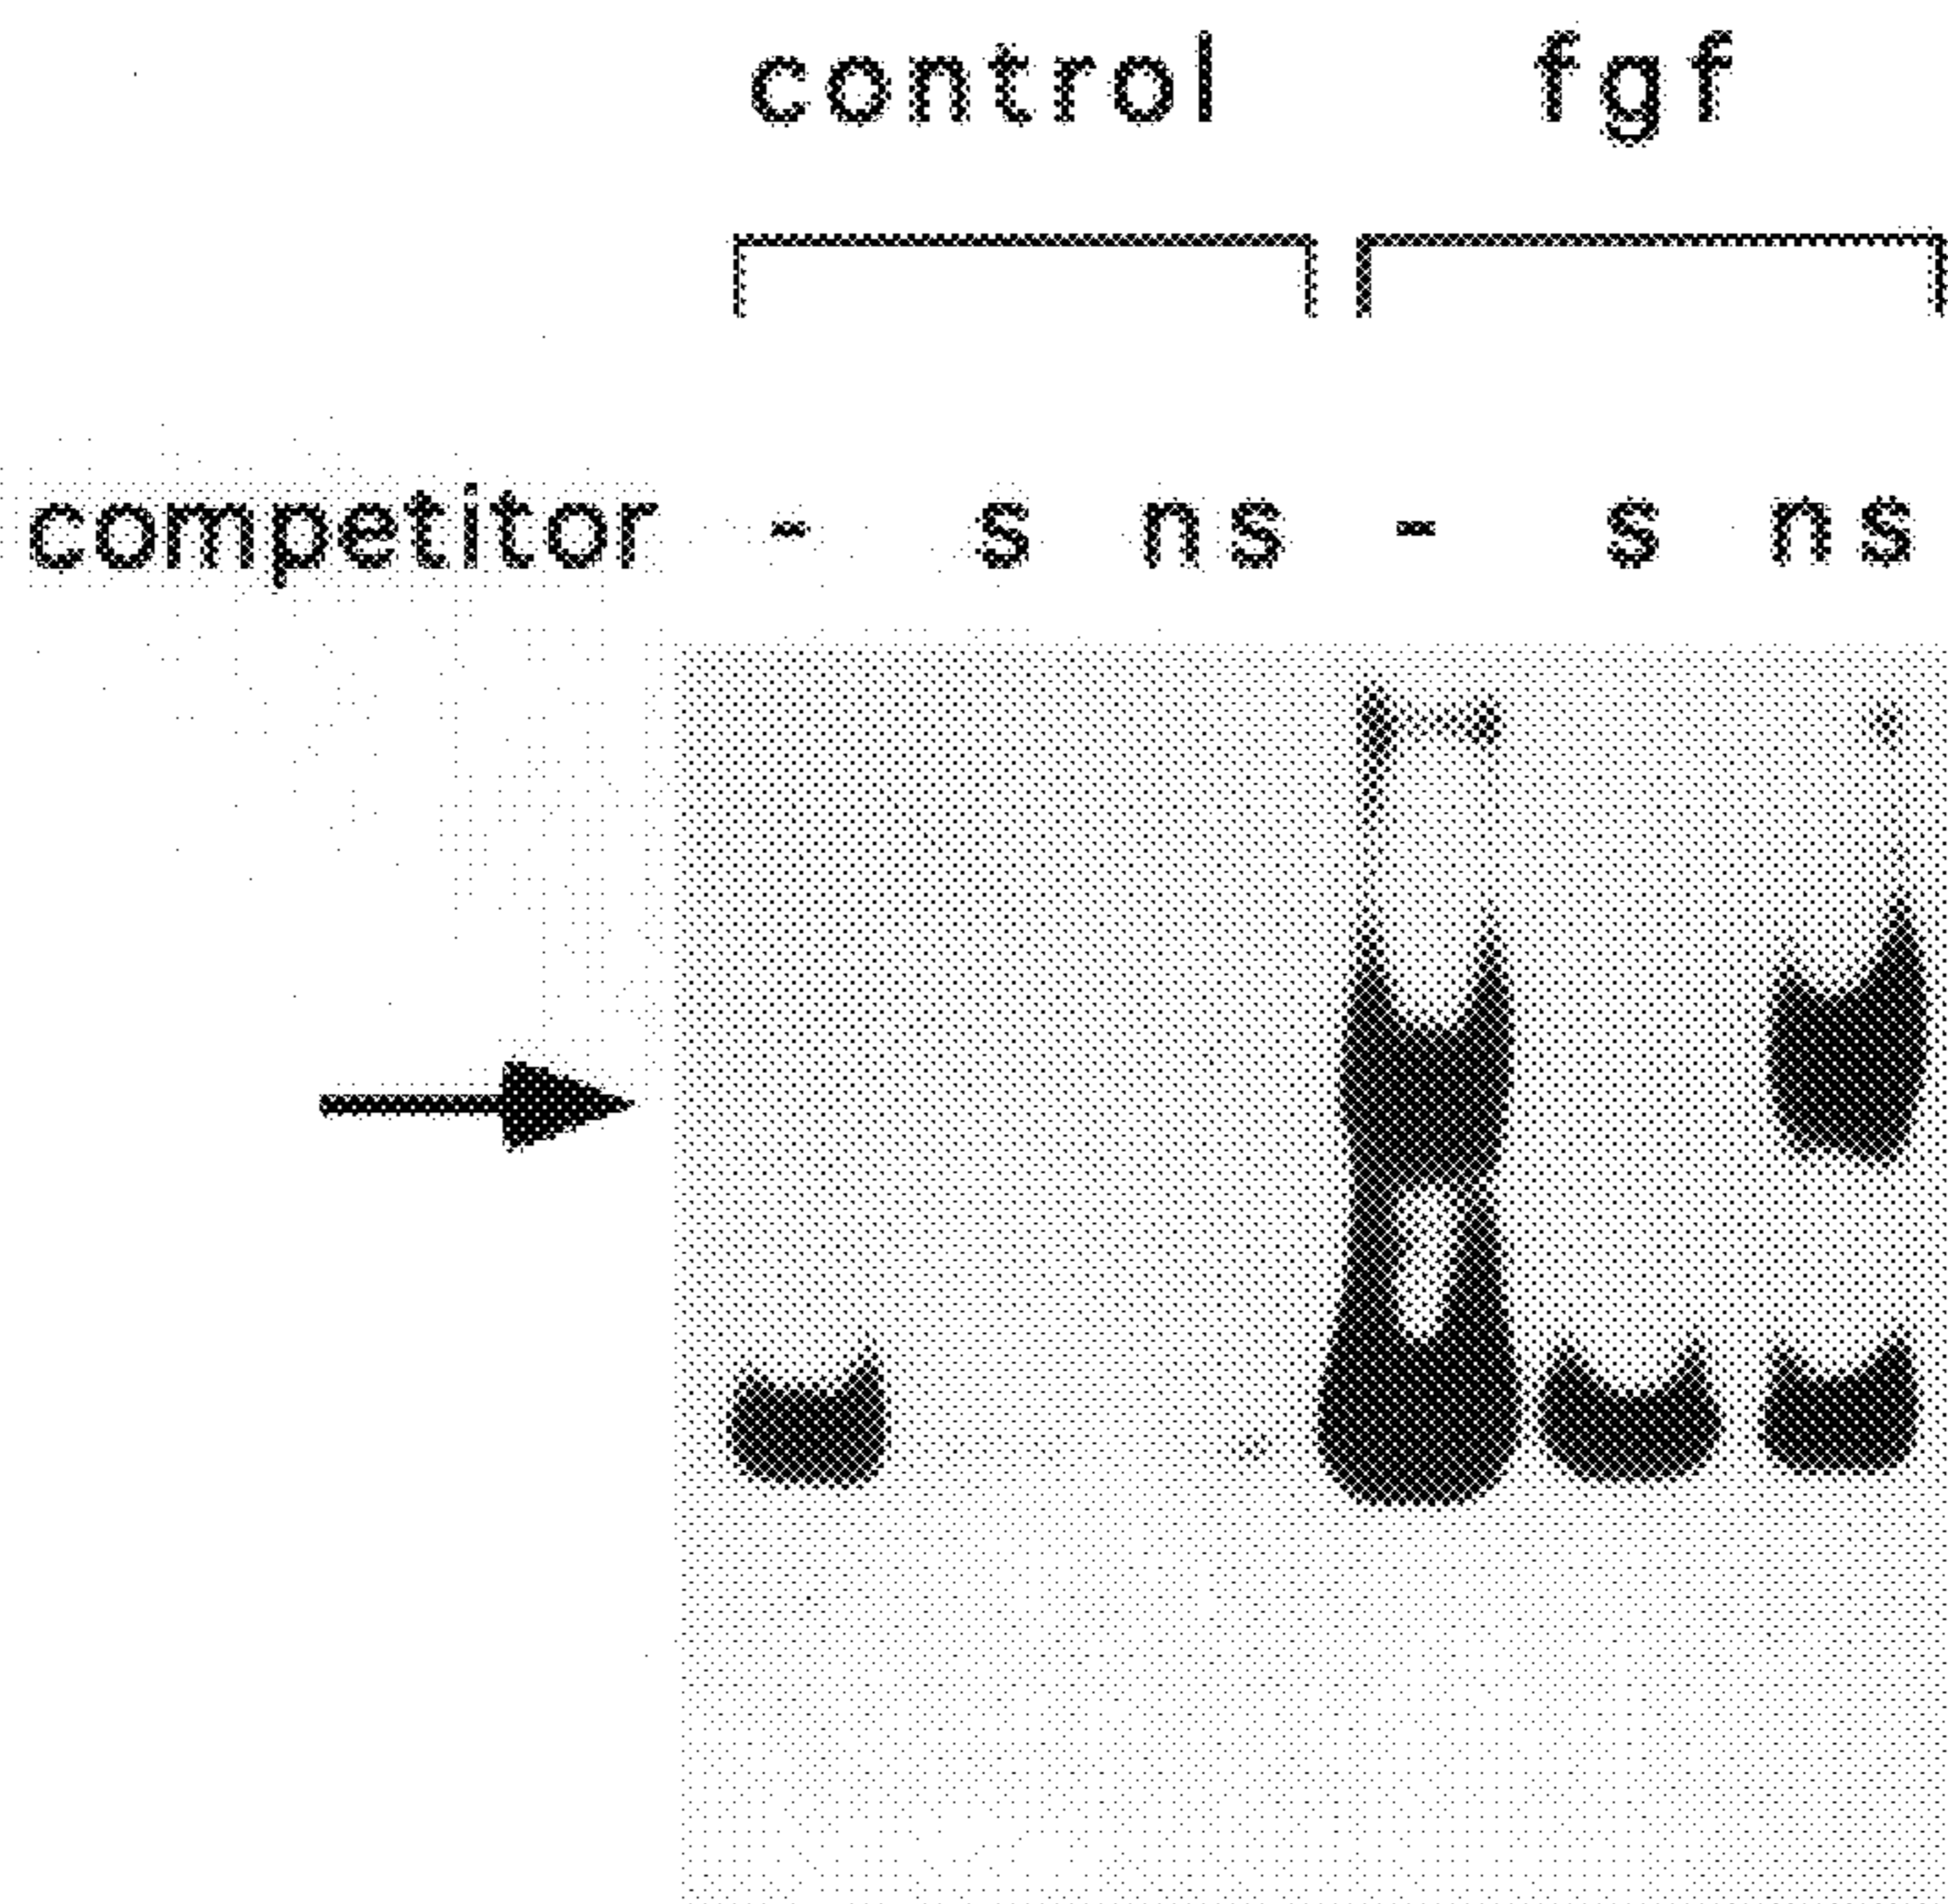 control fgf
competitor - s ns - s ns